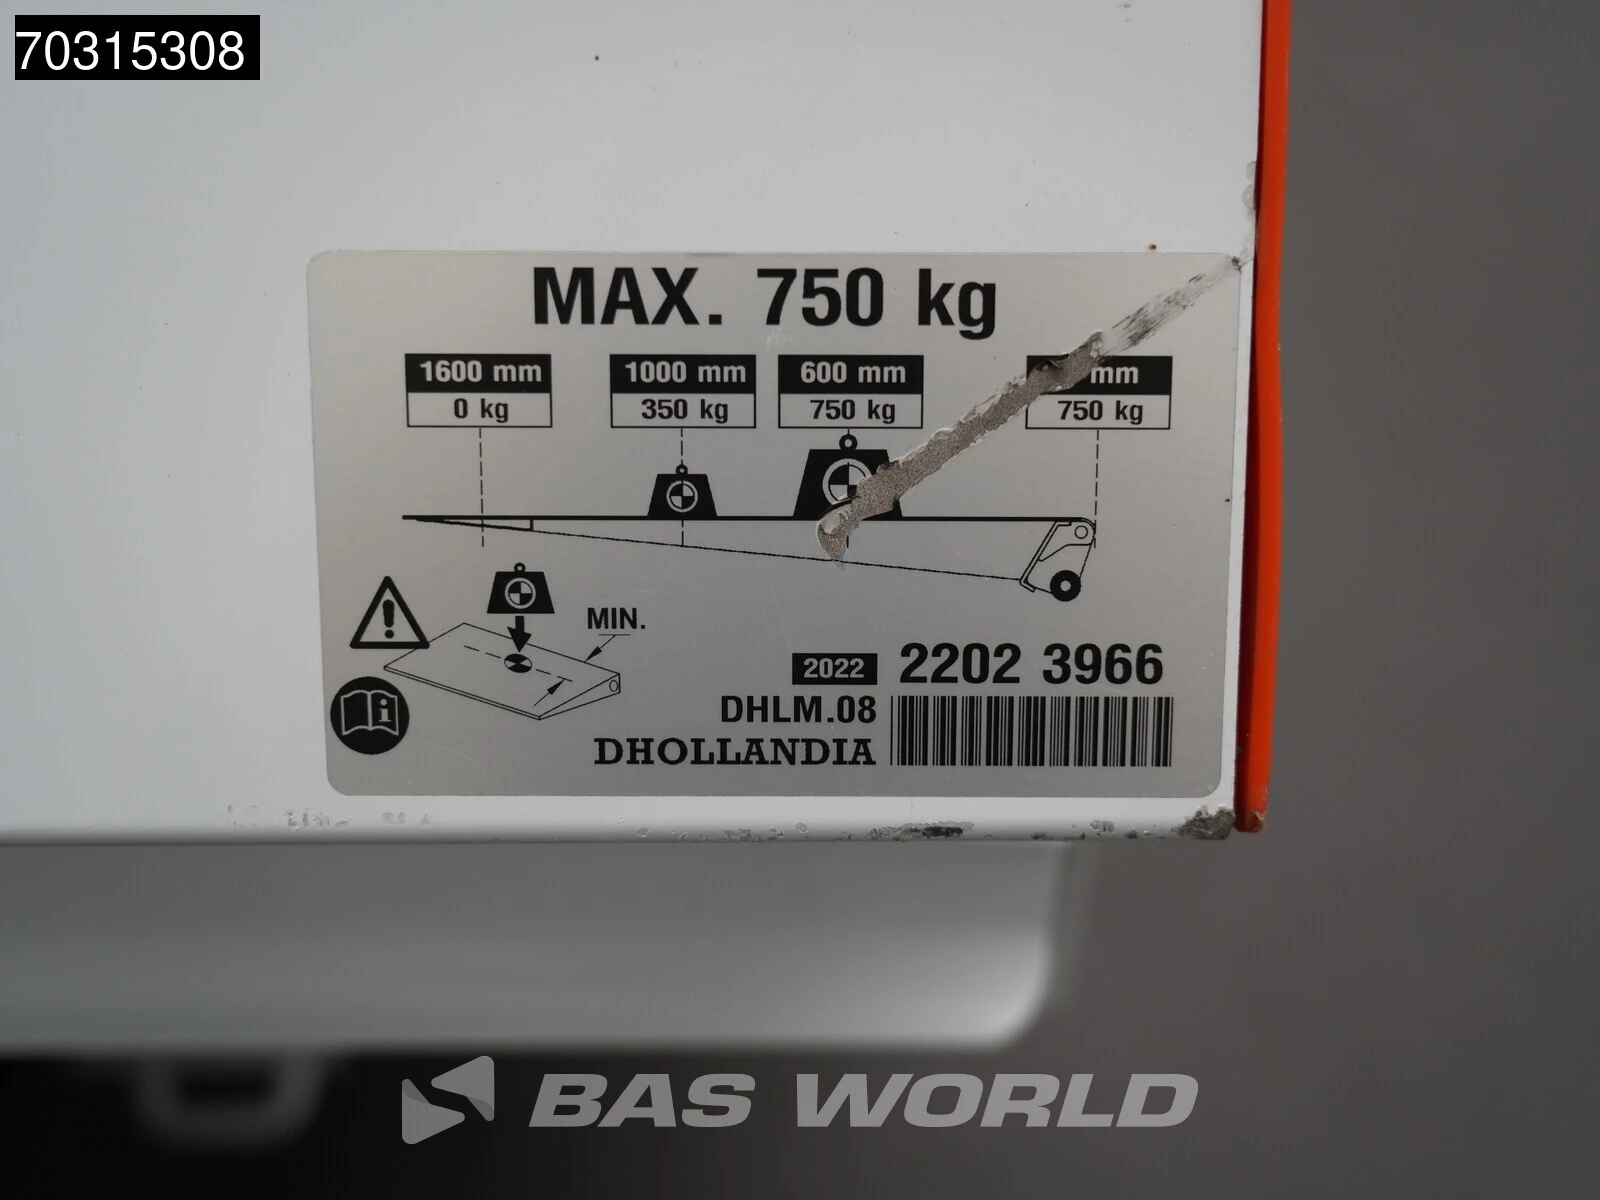 70315308
MAX. 750 kg
1600 mm 1000 mm 600 mm mm
0 kg 350 kg 750 kg 750 kg
MIN.
2022 2202 3966
DHLM.08
DHOLLANDIA
BAS WORLD